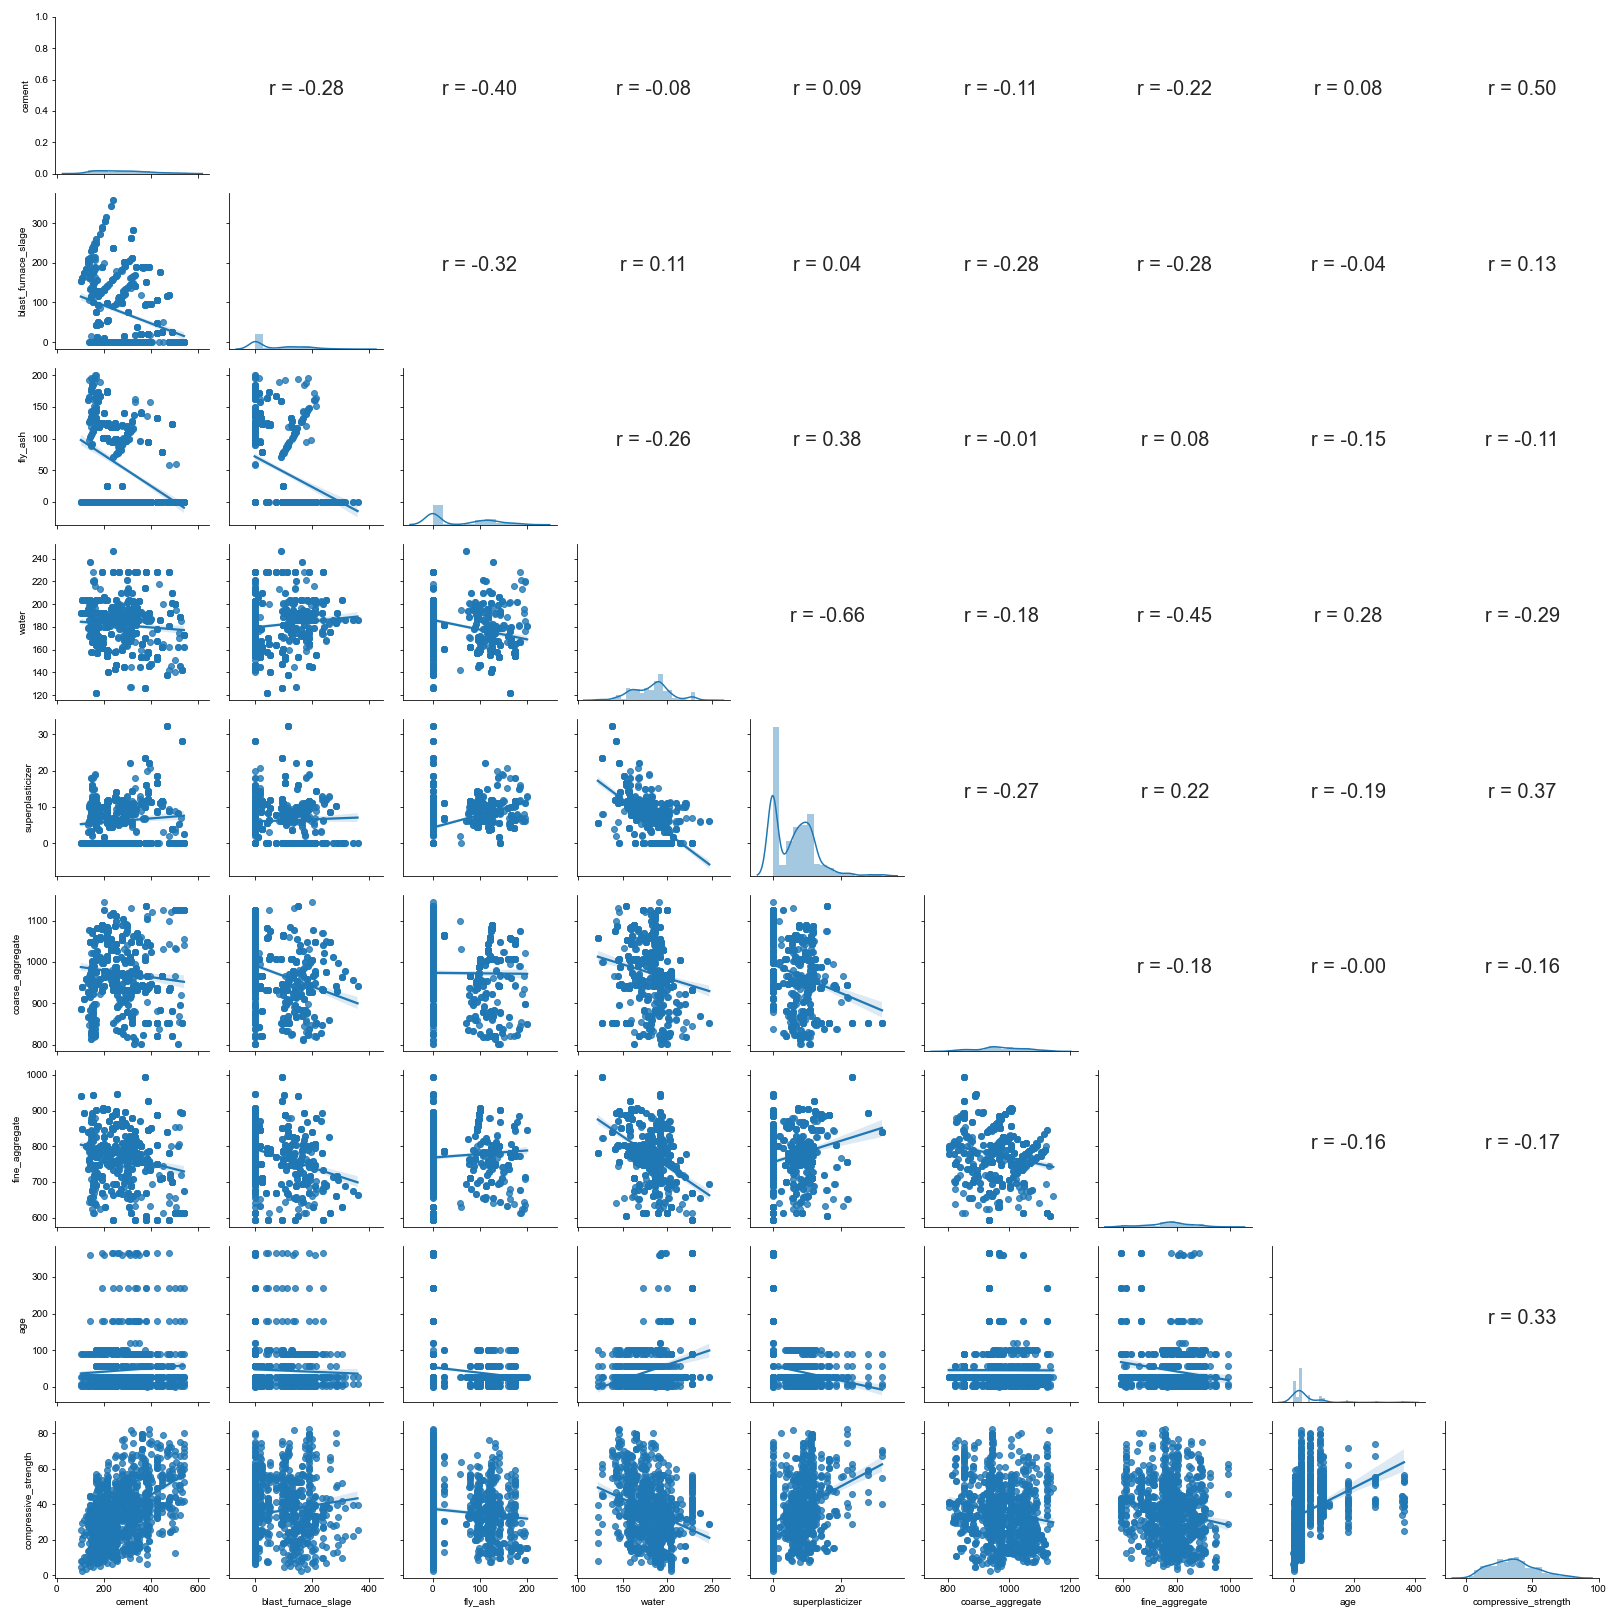 1.0
0.8
0.6
0.4
0.2
0.0
cement
r = -0.28 r = -0.40 r = -0.08 r = 0.09 r = -0.11 r = -0.22 r = 0.08 r = 0.50
300
200
100
0
blast_furnace_slage
r = -0.32 r = 0.11 r = 0.04 r = -0.28 r = -0.28 r = -0.04 r = 0.13
200
150
100
50
0
fly_ash
r = -0.26 r = 0.38 r = -0.01 r = 0.08 r = -0.15 r = -0.11
240
220
200
180
160
140
120
water
r = -0.66 r = -0.18 r = -0.45 r = 0.28 r = -0.29
30
20
10
0
superplasticizer
r = -0.27 r = 0.22 r = -0.19 r = 0.37
1100
1000
900
800
coarse_aggregate
r = -0.18 r = -0.00 r = -0.16
1000
900
800
700
600
fine_aggregate
r = -0.16 r = -0.17
300
200
100
0
age
r = 0.33
80
60
40
20
0
compressive_strength
0 200 400 600 0 200 400 0 100 200 100 150 200 250 0 20 800 1000 1200 600 800 1000 0 200 400 0 50 100
cement blast_furnace_slage fly_ash water superplasticizer coarse_aggregate fine_aggregate age compressive_strength